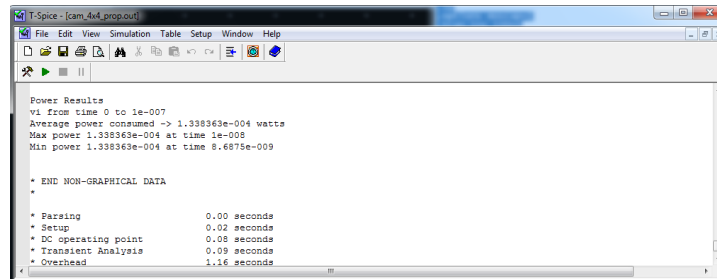 T-Spice - [cam_4x4_prop.out]
File Edit View Simulation Table Setup Window Help
Power Results
vi from time 0 to 1e-007
Average power consumed -> 1.338363e-004 watts
Max power 1.338363e-004 at time 1e-008
Min power 1.338363e-004 at time 8.6875e-009
* END NON-GRAPHICAL DATA
*
* Parsing 0.00 seconds
* Setup 0.02 seconds
* DC operating point 0.08 seconds
* Transient Analysis 0.09 seconds
* Overhead 1.16 seconds